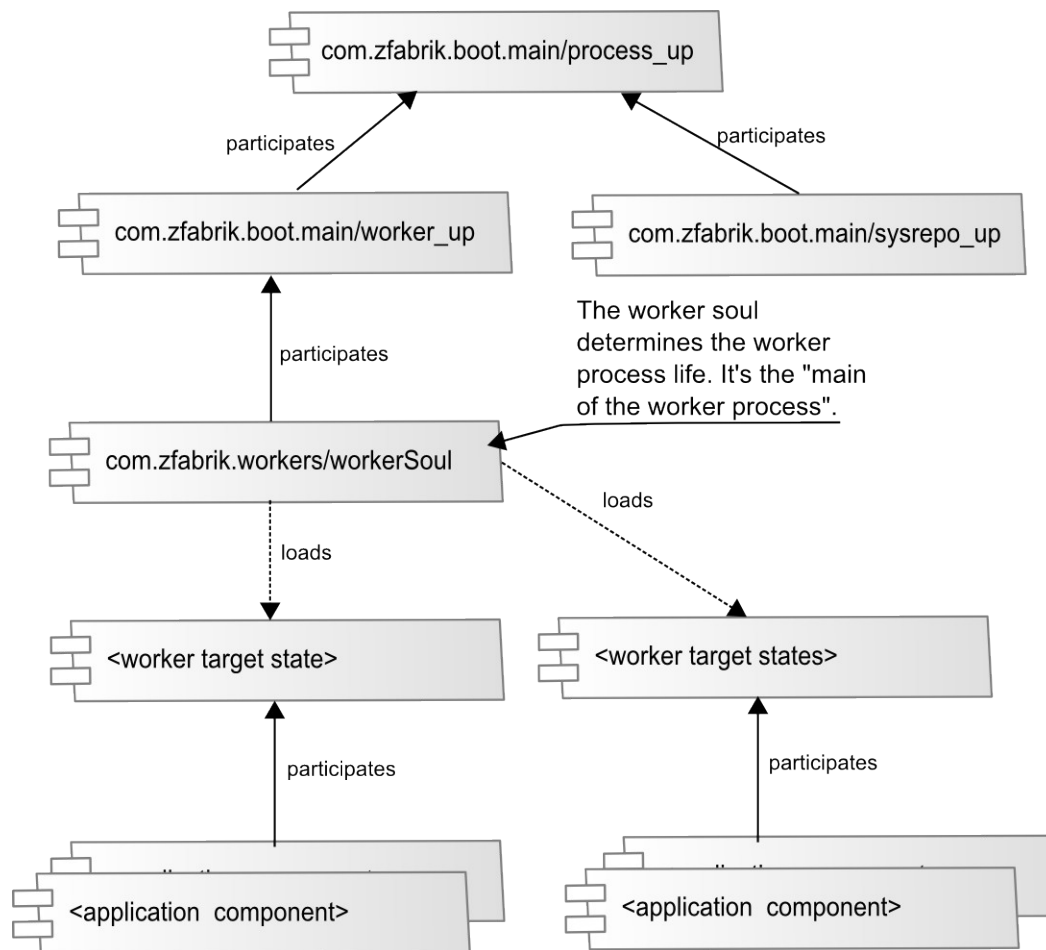 com.zfabrik.boot.main/process_up
participates
participates
com.zfabrik.boot.main/worker_up
com.zfabrik.boot.main/sysrepo_up
The worker soul
determines the worker
process life. It's the "main
of the worker process".
participates
com.zfabrik.workers/workerSoul
loads
loads
<worker target state>
<worker target states>
participates
participates
<application  component>
<application  component>